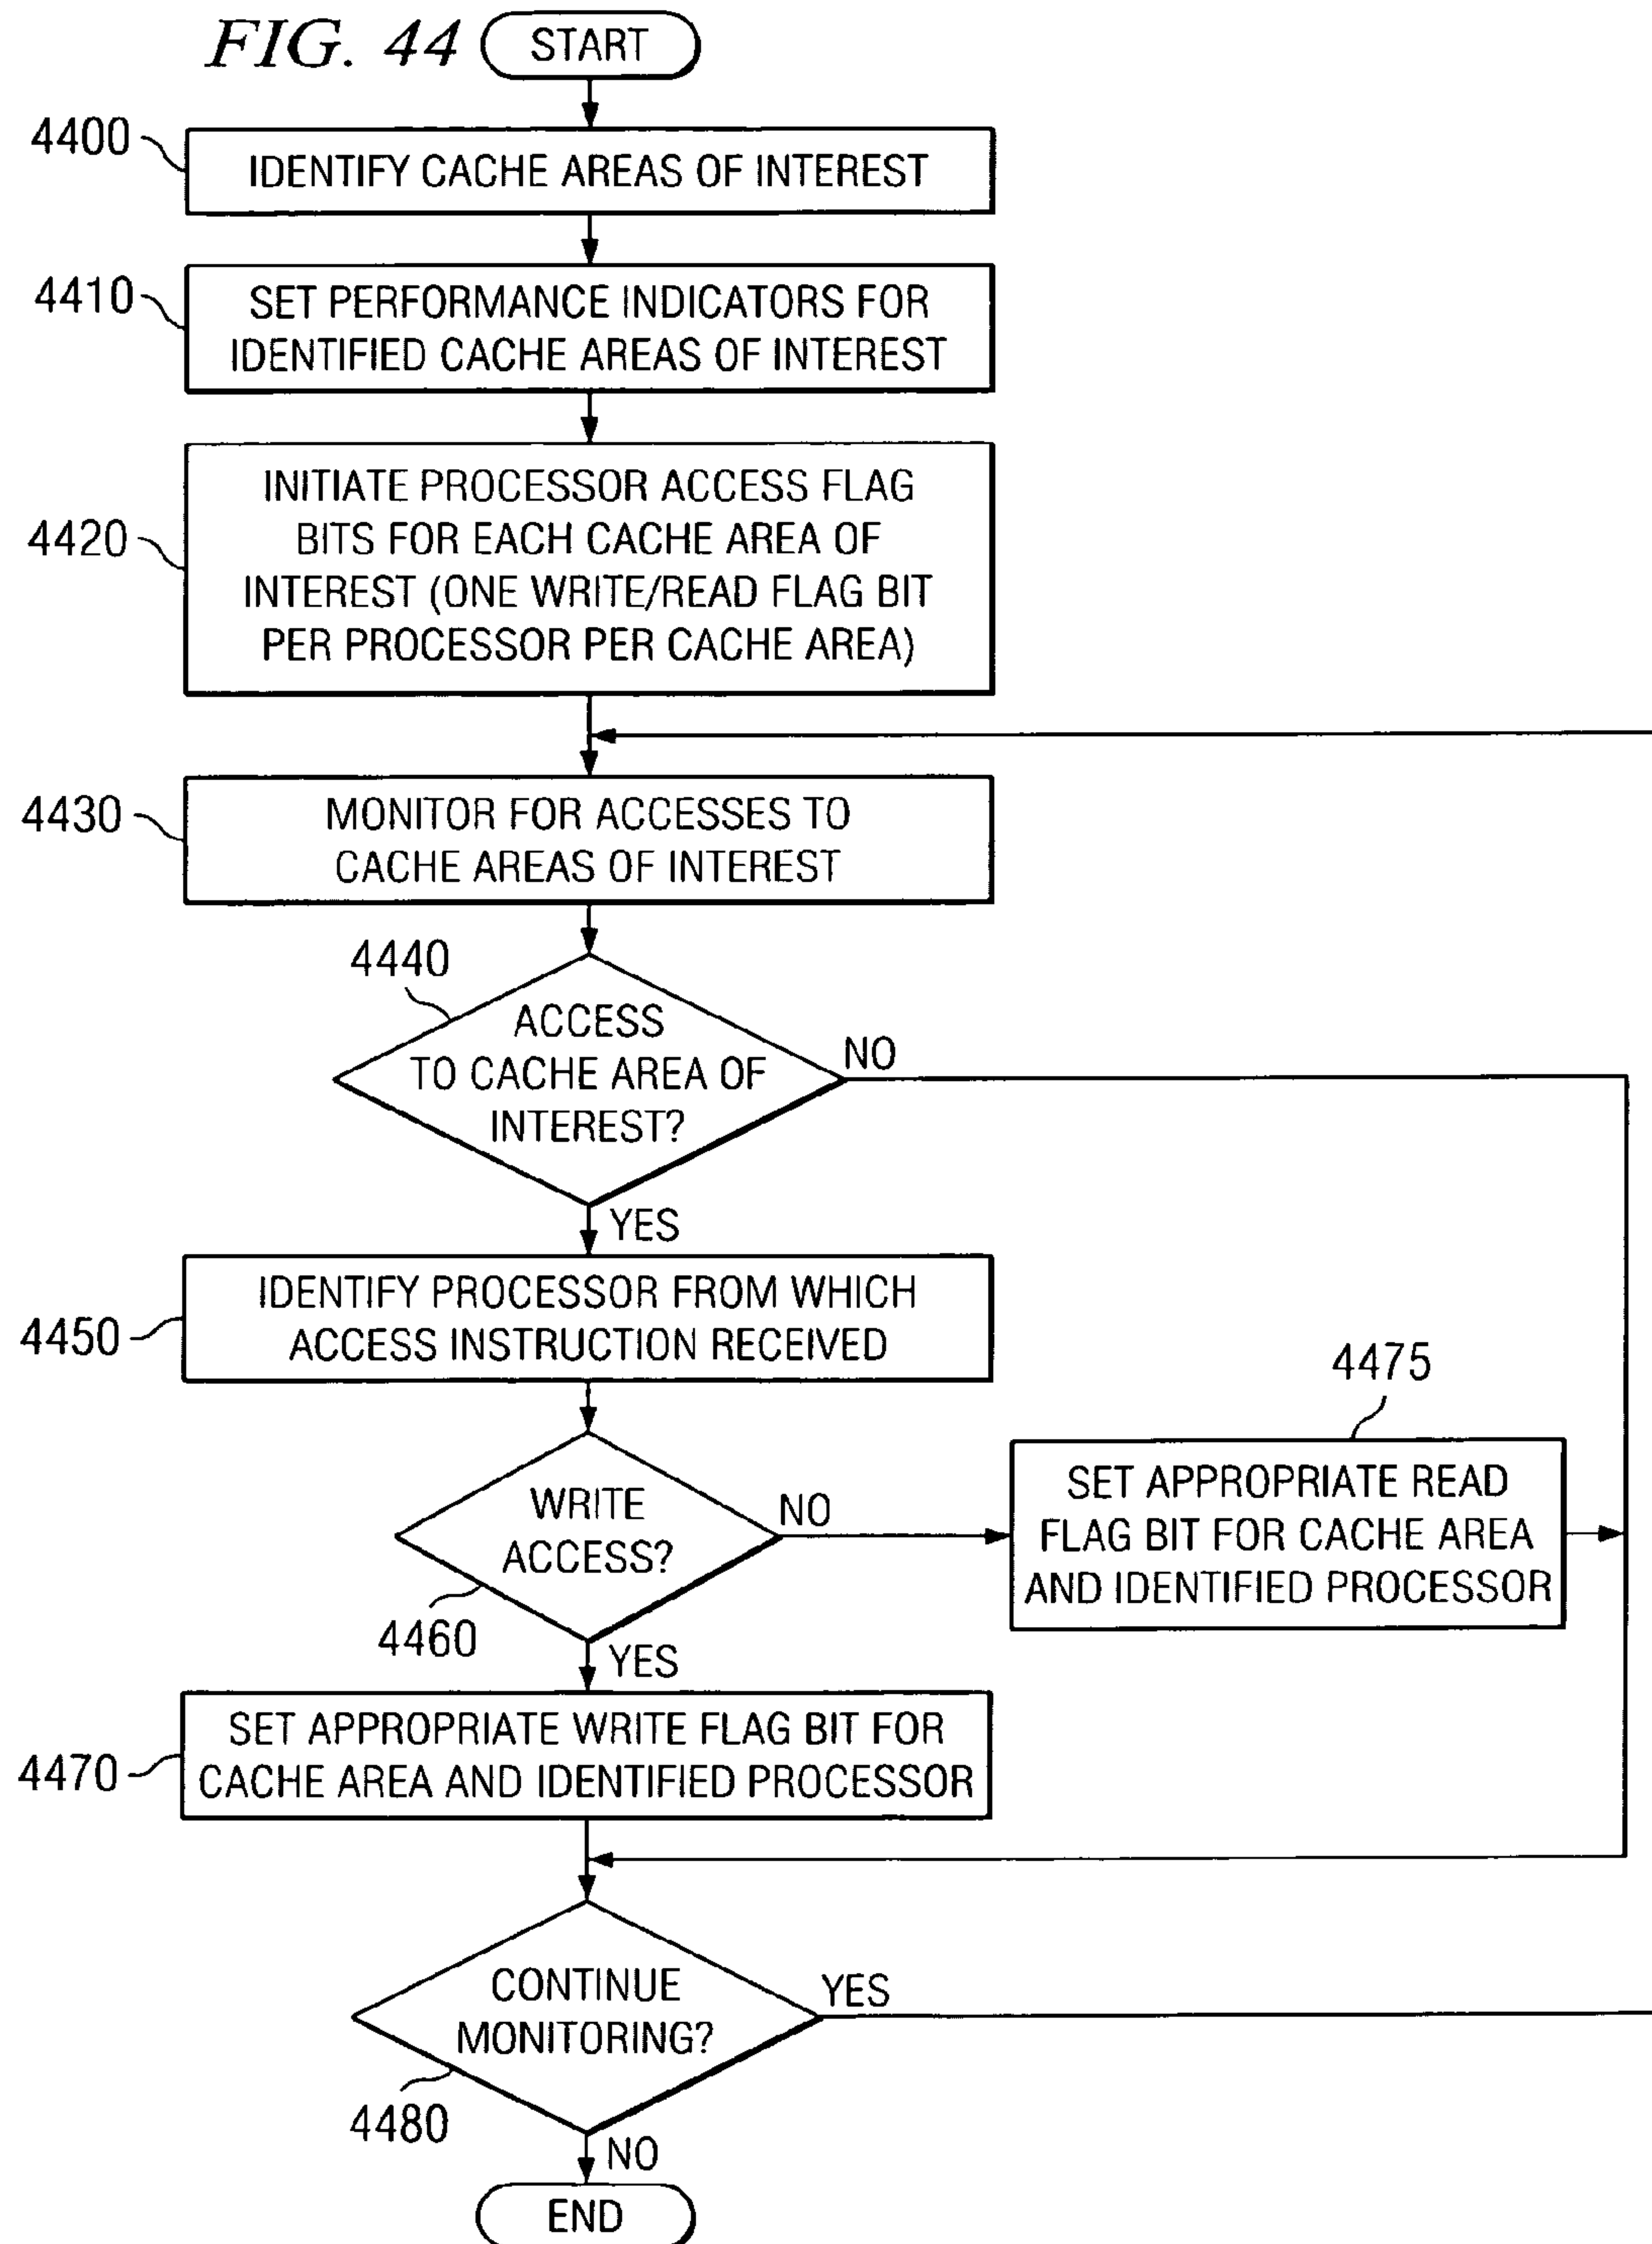 FIG. 44
START
4400
IDENTIFY CACHE AREAS OF INTEREST
4410
SET PERFORMANCE INDICATORS FOR
IDENTIFIED CACHE AREAS OF INTEREST
4420
INITIATE PROCESSOR ACCESS FLAG
BITS FOR EACH CACHE AREA OF
INTEREST (ONE WRITE/READ FLAG BIT
PER PROCESSOR PER CACHE AREA)
4430
MONITOR FOR ACCESSES TO
CACHE AREAS OF INTEREST
4440
ACCESS
TO CACHE AREA OF
INTEREST?
NO
YES
4450
IDENTIFY PROCESSOR FROM WHICH
ACCESS INSTRUCTION RECEIVED
4475
SET APPROPRIATE READ
FLAG BIT FOR CACHE AREA
AND IDENTIFIED PROCESSOR
WRITE
ACCESS?
NO
4460
YES
4470
SET APPROPRIATE WRITE FLAG BIT FOR
CACHE AREA AND IDENTIFIED PROCESSOR
CONTINUE
MONITORING?
YES
4480
NO
END